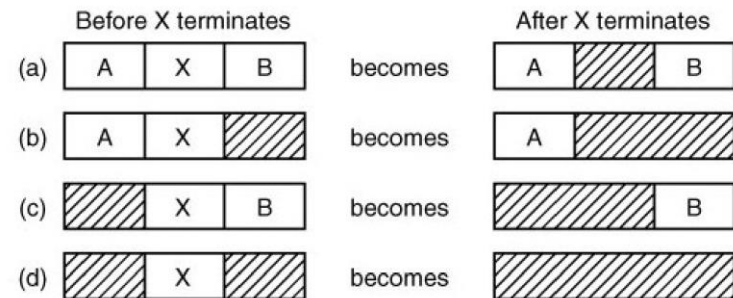 Before X terminates After X terminates
(a) A X B becomes A B
(b) A X becomes A
(c) X B becomes B
(d) X becomes